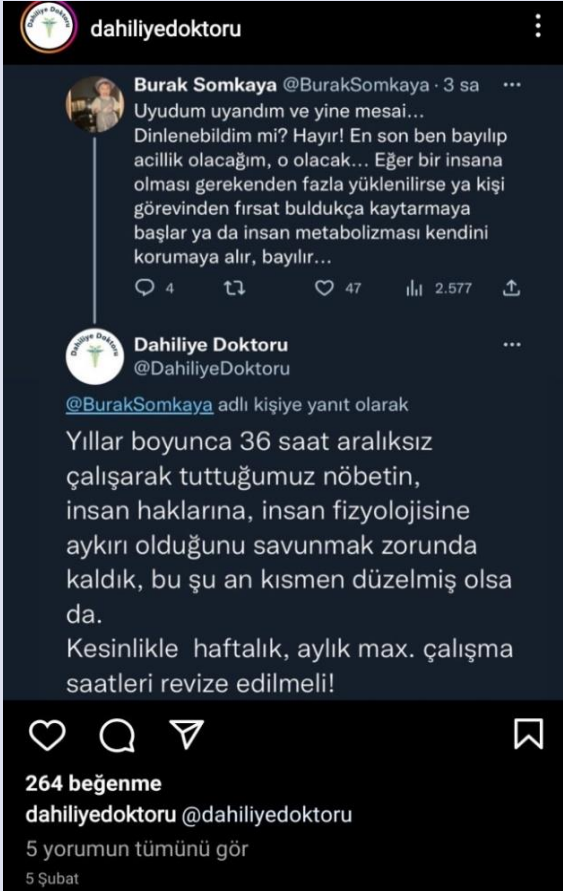 Dahiliye Doktoru
dahiliyedoktoru
Burak Somkaya @BurakSomkaya · 3 sa
Uyudum uyandım ve yine mesai...
Dinlenebildim mi? Hayır! En son ben bayılıp
acillik olacağım, o olacak... Eğer bir insana
olması gerekenden fazla yüklenilirse ya kişi
görevinden fırsat buldukça kaytarmaya
başlar ya da insan metabolizması kendini
korumaya alır, bayılır...
4 47 2.577
Dahiliye Doktoru
Dahiliye Doktoru
@DahiliyeDoktoru
@BurakSomkaya adlı kişiye yanıt olarak
Yıllar boyunca 36 saat aralıksız
çalışarak tuttuğumuz nöbetin,
insan haklarına, insan fizyolojisine
aykırı olduğunu savunmak zorunda
kaldık, bu şu an kısmen düzelmiş olsa
da.
Kesinlikle haftalık, aylık max. çalışma
saatleri revize edilmeli!
264 beğenme
dahiliyedoktoru @dahiliyedoktoru
5 yorumun tümünü gör
5 Şubat